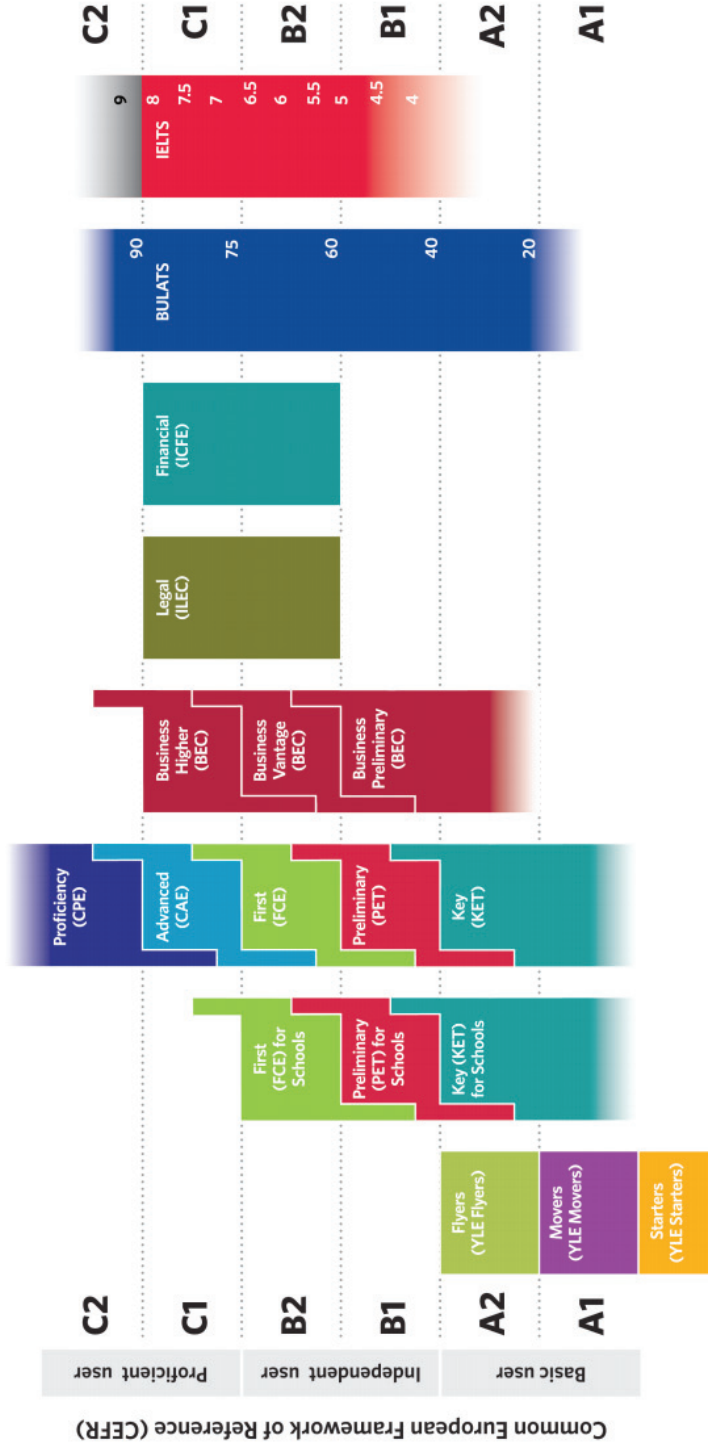 Common European Framework of Reference (CEFR)
Proficient user
Independent user
Basic user
C2
C1
B2
B1
A2
A1
Flyers
(YLE Flyers)
Movers
(YLE Movers)
Starters
(YLE Starters)
First
(FCE) for
Schools
Preliminary
(PET) for
Schools
Key (KET)
for Schools
Proficiency
(CPE)
Advanced
(CAE)
First
(FCE)
Preliminary
(PET)
Key
(KET)
Business
Higher
(BEC)
Business
Vantage
(BEC)
Business
Preliminary
(BEC)
Legal
(ILEC)
Financial
(ICFE)
BULATS
90
75
60
40
20
IELTS
9
8
7.5
7
6.5
6
5.5
5
4.5
4
C2
C1
B2
B1
A2
A1